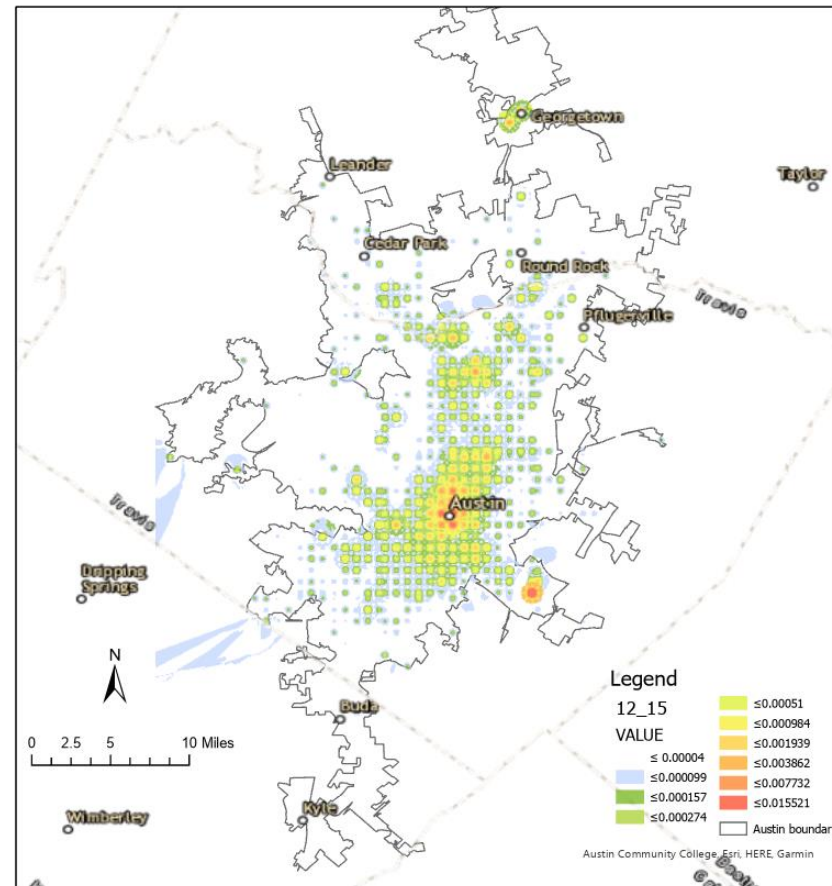 Georgetown
Leander
Taylor
Cedar Park
Round Rock
Travis
Pflugerville
Travis
Austin
Dripping
Springs
N
Buda
0 2.5 5 10 Miles
Wimberley
Kyle
Legend
12_15
VALUE
≤ 0.00004
≤0.000099
≤0.000157
≤0.000274
≤0.00051
≤0.000984
≤0.001939
≤0.003862
≤0.007732
≤0.015521
Austin boundar
Austin Community College, Esri, HERE, Garmin